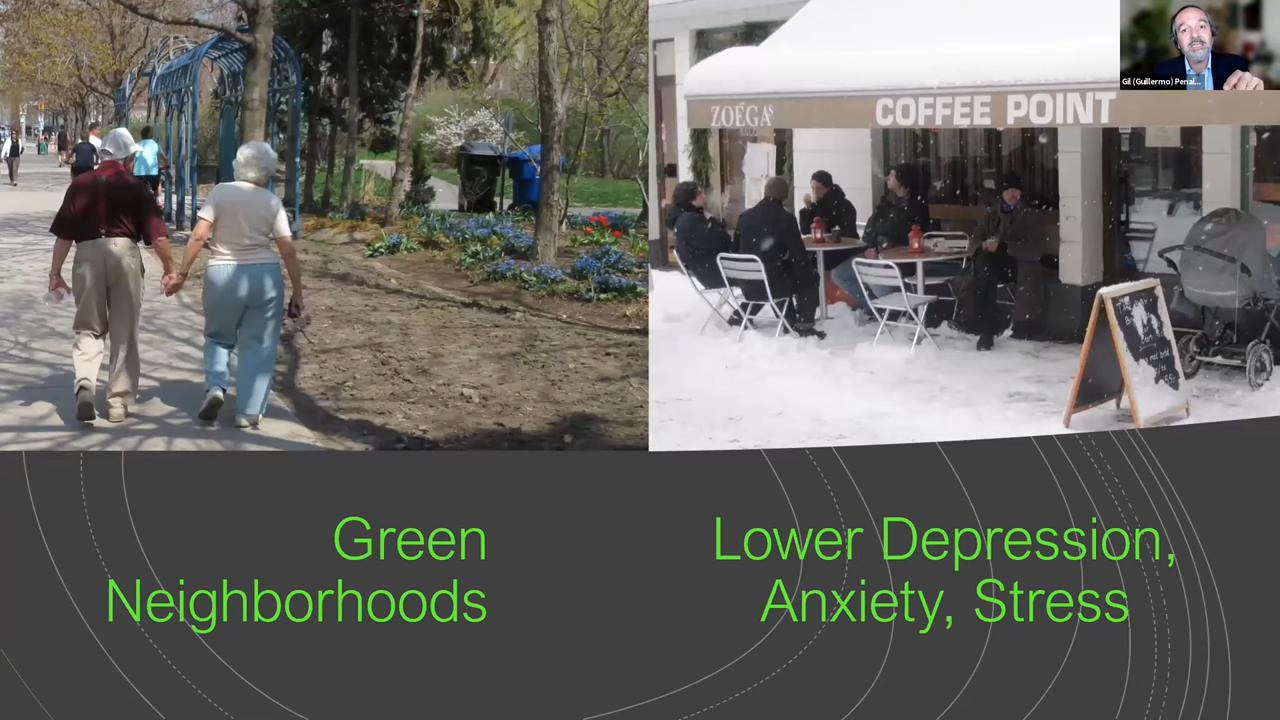 Gil (Guillermo) Penal...
ZOÉGAS
COFFEE POINT
Green
Neighborhoods
Lower Depression,
Anxiety, Stress